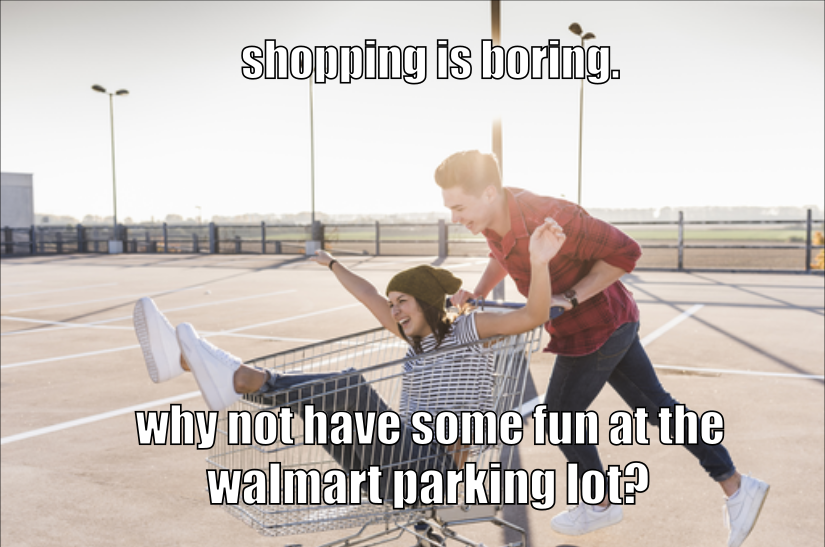 shopping is boring.
why not have some fun at the
walmart parking lot?